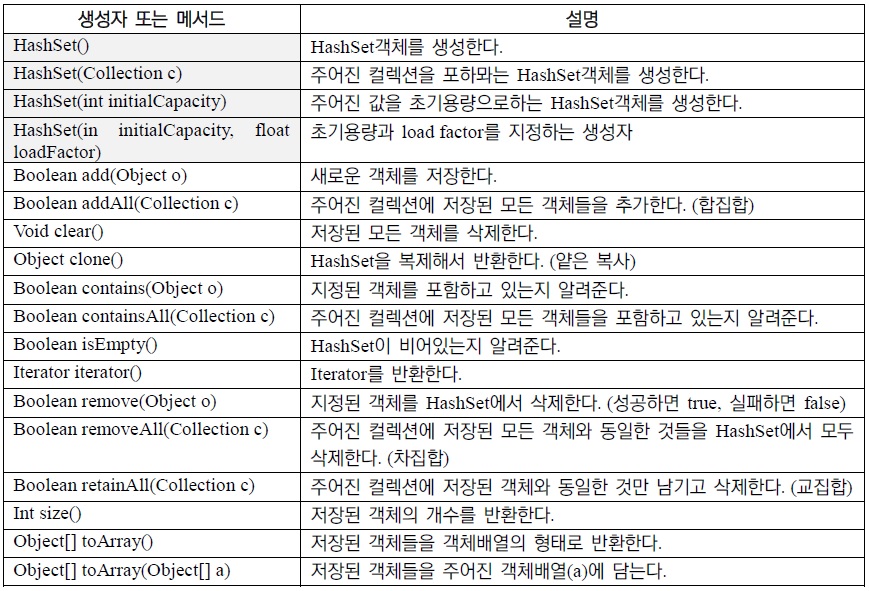 생성자 또는 메서드 설명
HashSet() HashSet객체를 생성한다.
HashSet(Collection c) 주어진 컬렉션을 포하뫄는 HashSet객체를 생성한다.
HashSet(int initialCapacity) 주어진 값을 초기용량으로하는 HashSet객체를 생성한다.
HashSet(in initialCapacity, float 초기용량과 load factor를 지정하는 생성자
loadFactor)
Boolean add(Object o) 새로운 객체를 저장한다.
Boolean addAll(Collection c) 주어진 컬렉션에 저장된 모든 객체들을 추가한다. (합집합)
Void clear() 저장된 모든 객체를 삭제한다.
Object clone() HashSet을 복제해서 반환한다. (얕은 복사)
Boolean contains(Object o) 지정된 객체를 포함하고 있는지 알려준다.
Boolean containsAll(Collection c) 주어진 컬렉션에 저장된 모든 객체들을 포함하고 있는지 알려준다.
Boolean isEmpty() HashSet이 비어있는지 알려준다.
Iterator iterator() Iterator를 반환한다.
Boolean remove(Object o) 지정된 객체를 HashSet에서 삭제한다. (성공하면 true, 실패하면 false)
Boolean removeAll(Collection c) 주어진 컬렉션에 저장된 모든 객체와 동일한 것들을 HashSet에서 모두
삭제한다. (차집합)
Boolean retainAll(Collection c) 주어진 컬렉션에 저장된 객체와 동일한 것만 남기고 삭제한다. (교집합)
Int size() 저장된 객체의 개수를 반환한다.
Object[] toArray() 저장된 객체들을 객체배열의 형태로 반환한다.
Object[] toArray(Object[] a) 저장된 객체들을 주어진 객체배열(a)에 담는다.